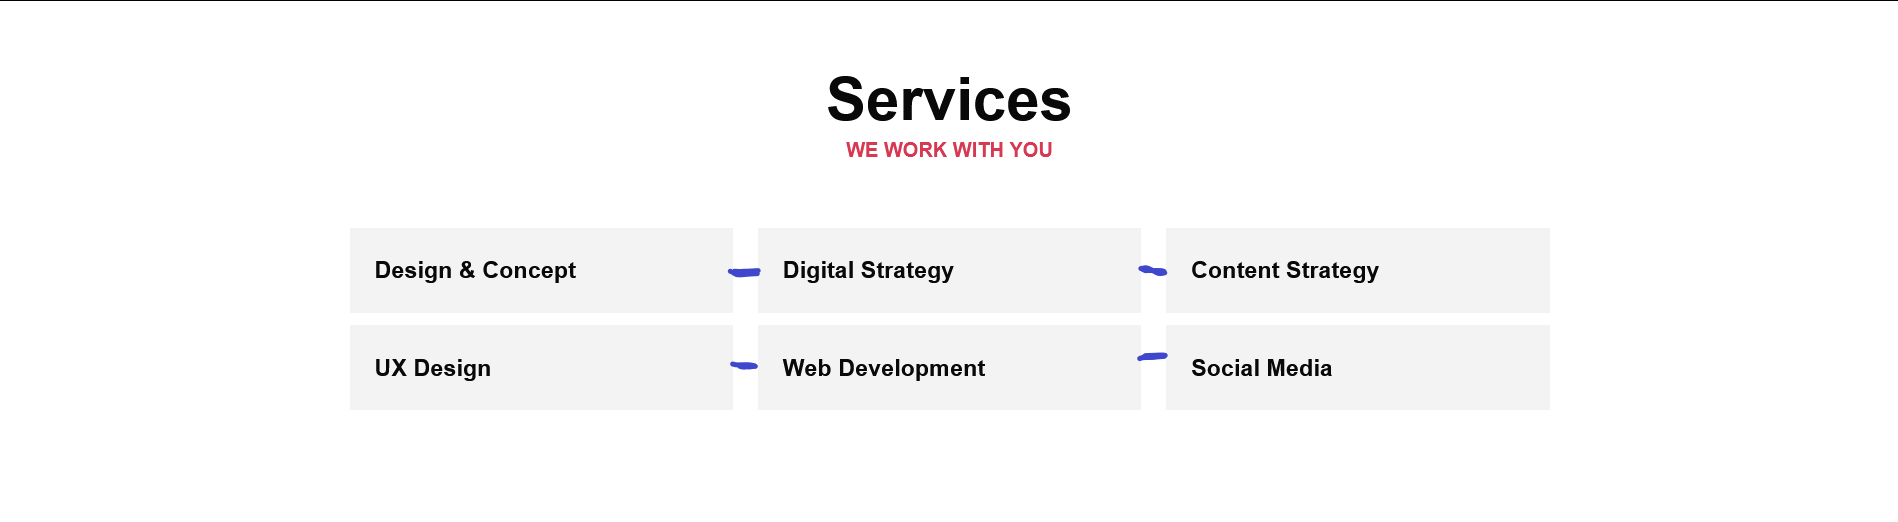 Services
WE WORK WITH YOU
Design & Concept
Digital Strategy
Content Strategy
UX Design
Web Development
Social Media